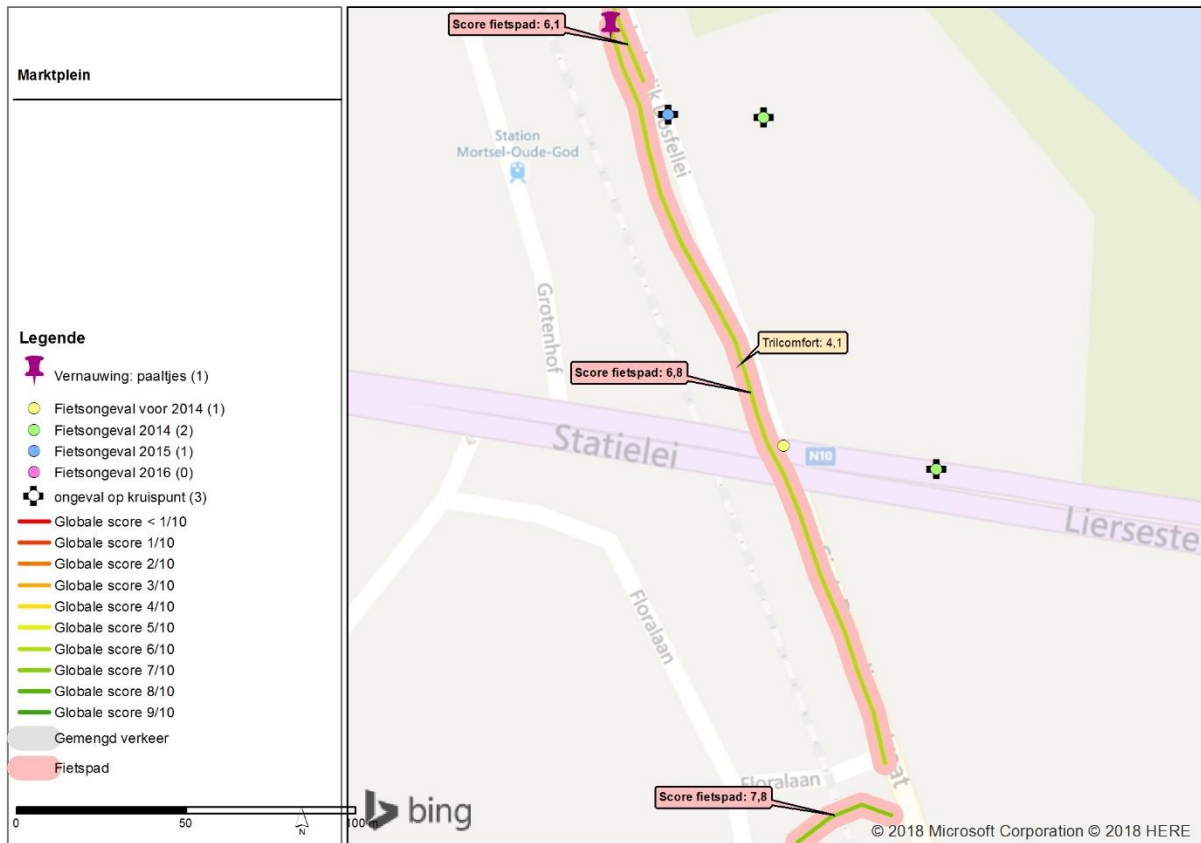 Marktplein
Legende
Vernauwing: paaltjes (1)
Fietsongeval voor 2014 (1)
Fietsongeval 2014 (2)
Fietsongeval 2015 (1)
Fietsongeval 2016 (0)
ongeval op kruispunt (3)
Globale score < 1/10
Globale score 1/10
Globale score 2/10
Globale score 3/10
Globale score 4/10
Globale score 5/10
Globale score 6/10
Globale score 7/10
Globale score 8/10
Globale score 9/10
Gemengd verkeer
Fietspad
0 50 100 m
N
Score fietspad: 6,1
Station
Mortsel-Oude-God
Grotenhof
Trilcomfort: 4,1
Score fietspad: 6,8
Statielei
N10
Lierseste
Floralaan
Floralaan
Score fietspad: 7,8
bing
© 2018 Microsoft Corporation © 2018 HERE